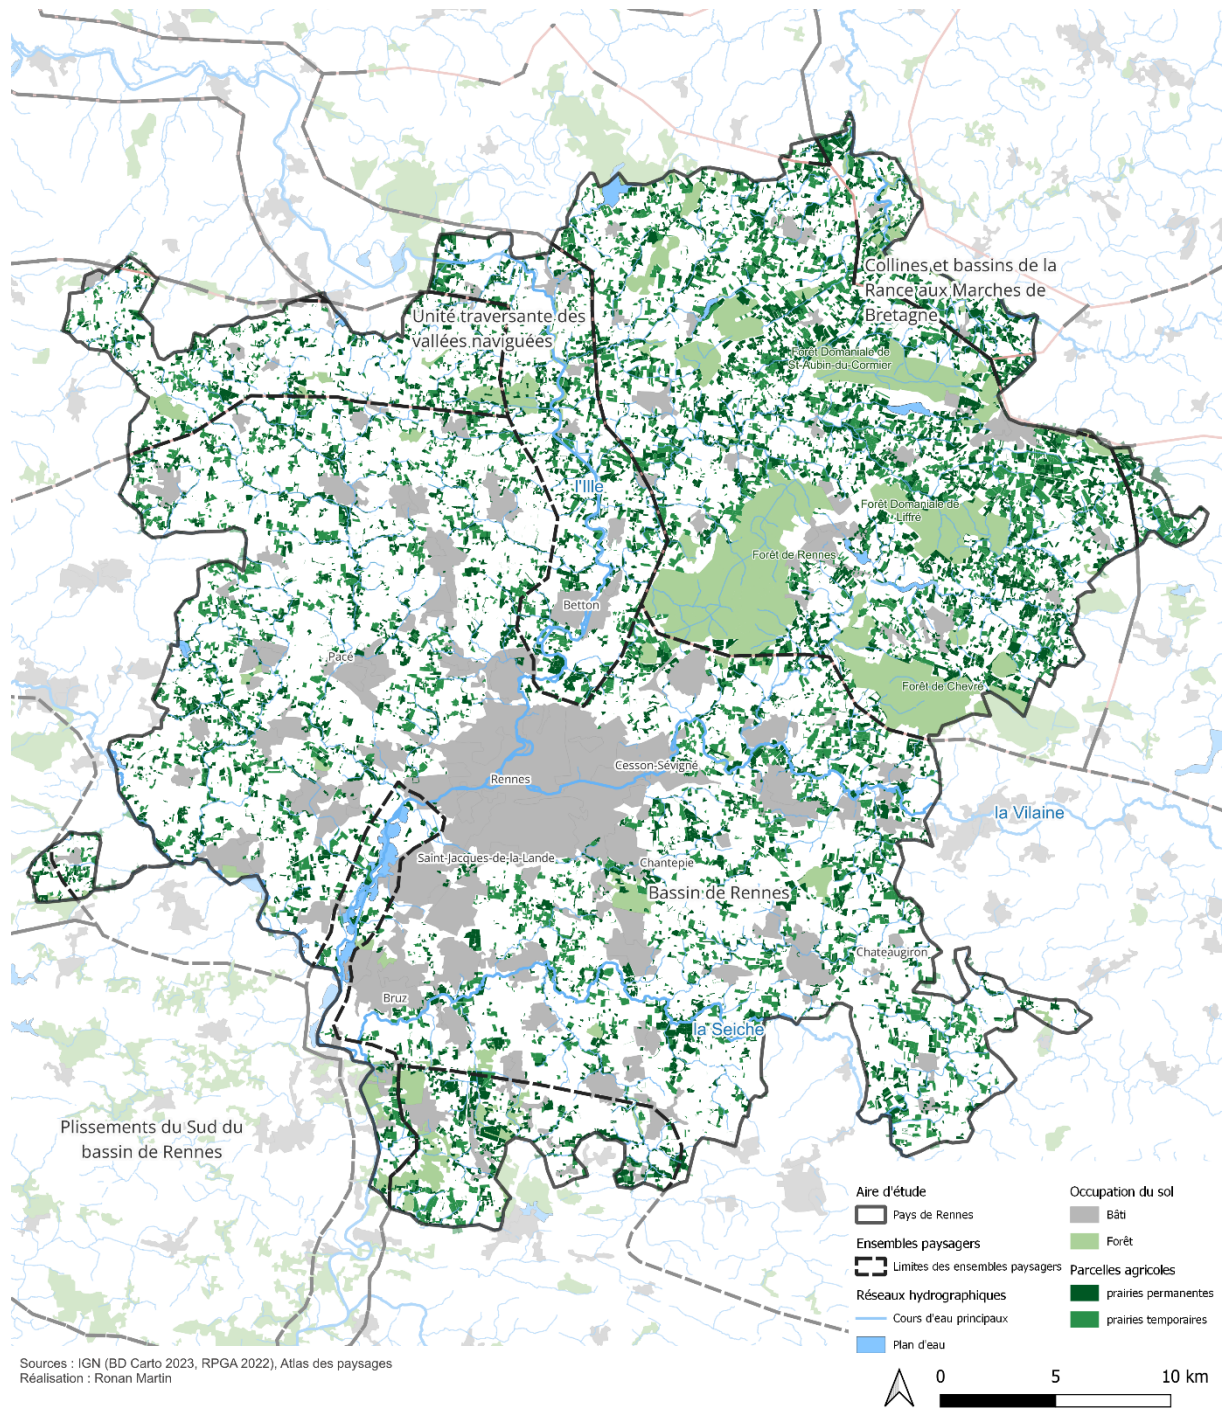 Collines et bassins de la
Rance aux Marches de
Bretagne
Unité traversante des
vallées naviguées
Forêt Domaniale de
St-Aubin-du-Cormier
l'Ille
Forêt Domaniale de
Liffré
Forêt de Rennes
Betton
Pacé
Forêt de Chevré
Cesson-Sévigné
Rennes
la Vilaine
Saint-Jacques-de-la-Lande
Chantepie
Bassin de Rennes
Chateaugiron
Bruz
la Seiche
Plissements du Sud du
bassin de Rennes
Aire d'étude
Pays de Rennes
Ensembles paysagers
Limites des ensembles paysagers
Réseaux hydrographiques
Cours d'eau principaux
Plan d'eau
Occupation du sol
Bâti
Forêt
Parcelles agricoles
prairies permanentes
prairies temporaires
Sources : IGN (BD Carto 2023, RPGA 2022), Atlas des paysages
Réalisation : Ronan Martin
0 5 10 km